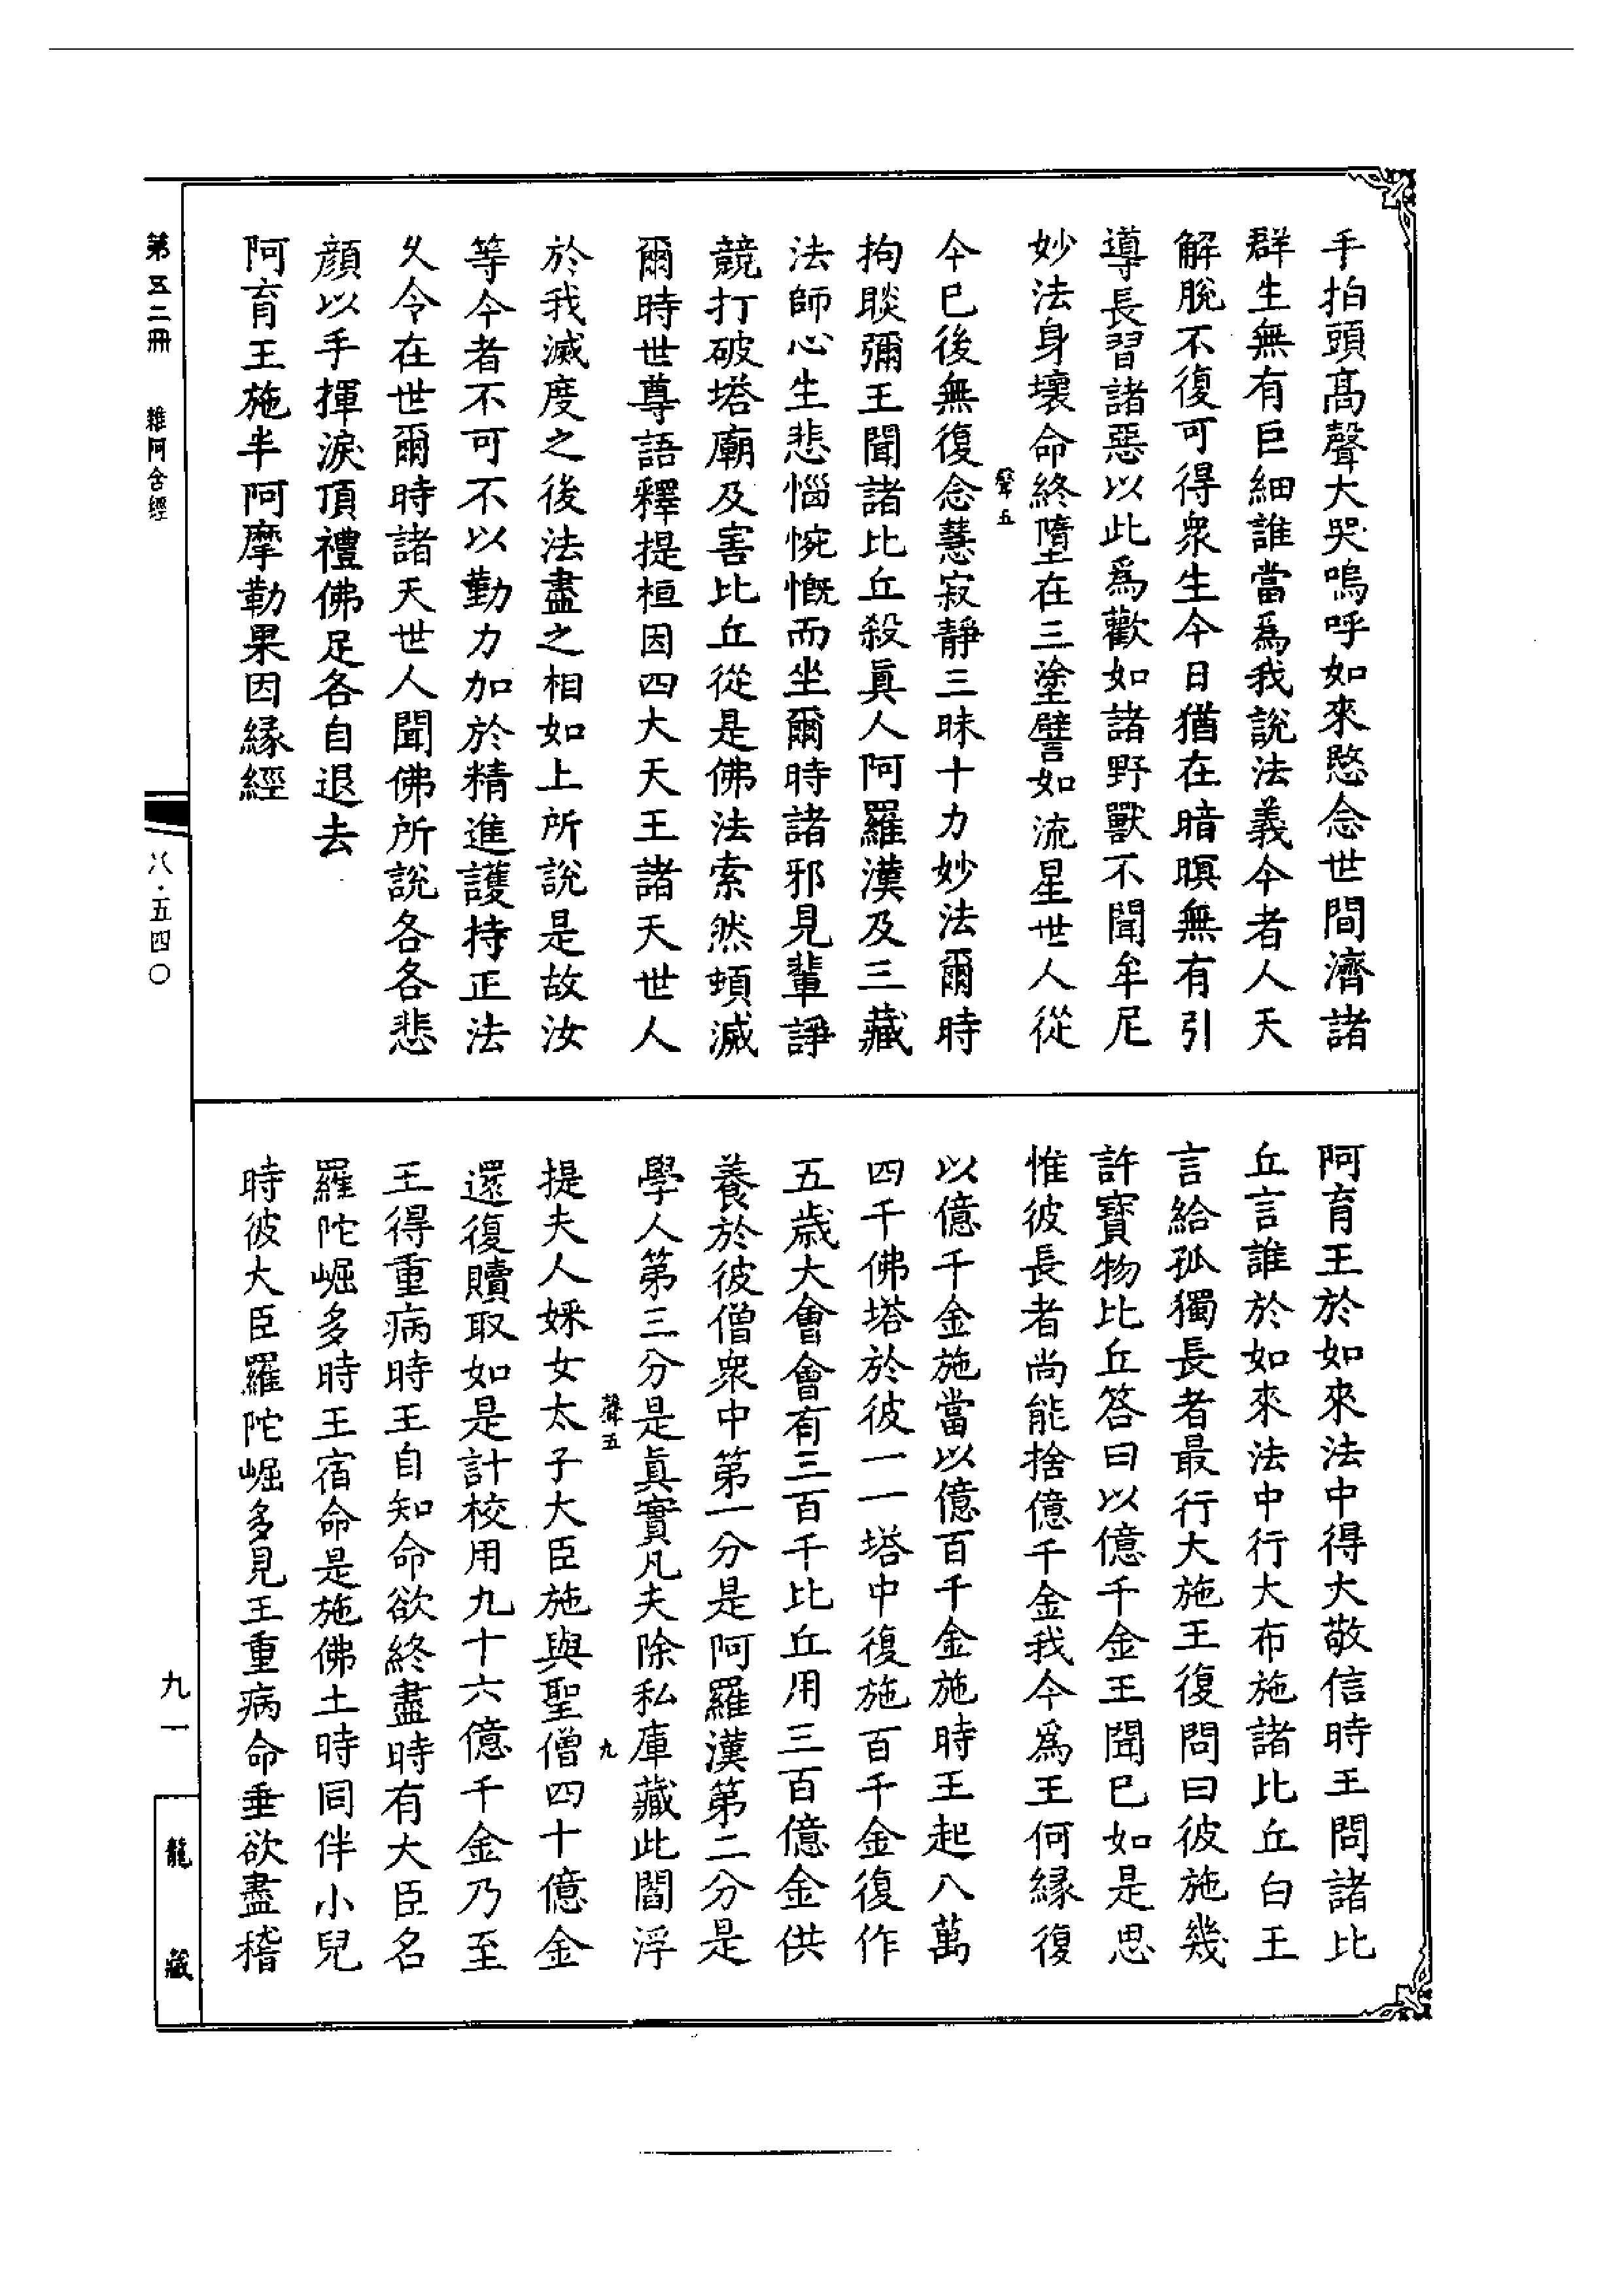 手拍頭高聲大哭嗚呼如來愍念世間濟諸
群生無有巨細誰當爲我說法義今者人天
解脫不復可得衆生今日猶在暗暝無有引
導長習諸惡以此爲歡如諸野獸不聞牟尼
妙法身壞命終墮在三塗譬如流星世人從
聲五
今已後無復念慧寂靜三昧十力妙法爾時
拘睒彌王聞諸比丘殺眞人阿羅漢及三藏
法師心生悲惱惋慨而坐爾時諸邪見輩諍
競打破塔廟及害比丘從是佛法索然頓滅
爾時世尊語釋提桓因四大天王諸天世人
於我滅度之後法盡之相如上所說是故汝
等今者不可不以勤力加於精進護持正法
久令在世爾時諸天世人聞佛所說各各悲
顏以手揮淚頂禮佛足各自退去
阿育王施半阿摩勒果因緣經
阿育王於如來法中得大敬信時王問諸比
丘言誰於如來法中行大布施諸比丘白王
言給孤獨長者最行大施王復問曰彼施幾
許寶物比丘答曰以億千金王聞已如是思
惟彼長者尚能捨億千金我今爲王何緣復
以億千金施當以億百千金施時王起八萬
四千佛塔於彼一一塔中復施百千金復作
五歲大會會有三百千比丘用三百億金供
養於彼僧衆中第一分是阿羅漢第二分是
學人第三分是眞實凡夫除私庫藏此閻浮
聲五 九
提夫人婇女太子大臣施與聖僧四十億金
還復贖取如是計校用九十六億千金乃至
王得重病時王自知命欲終盡時有大臣名
羅陀崛多時王宿命是施佛土時同伴小兒
時彼大臣羅陀崛多見王重病命垂欲盡稽
第五二冊 雜阿含經
八·五四〇
九一
龍藏